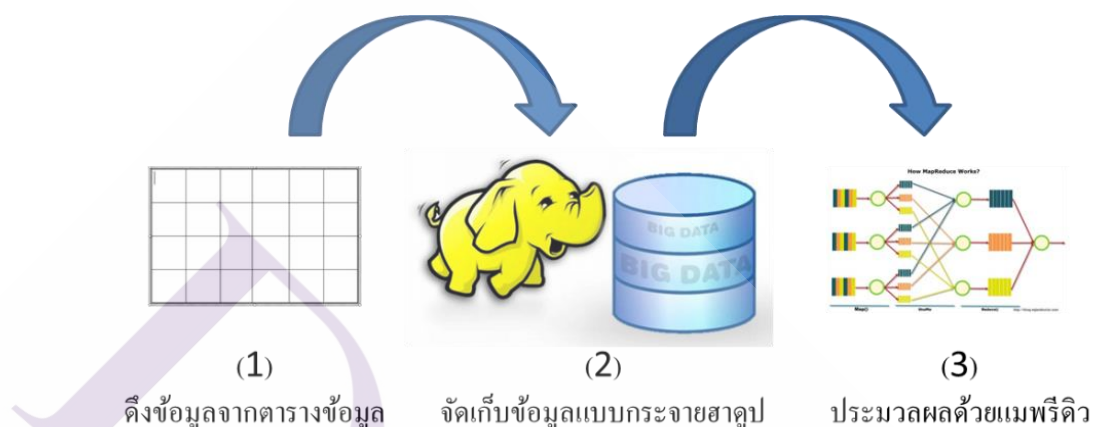 How MapReduce Works?
BIG DATA
BIG DATA
Map()
Shuffle
Reduce()
(1)
(2)
(3)
ดึงข้อมูลจากตารางข้อมูล
จัดเก็บข้อมูลแบบกระจายฮาดูป
ประมวลผลด้วยแมพรีดิว